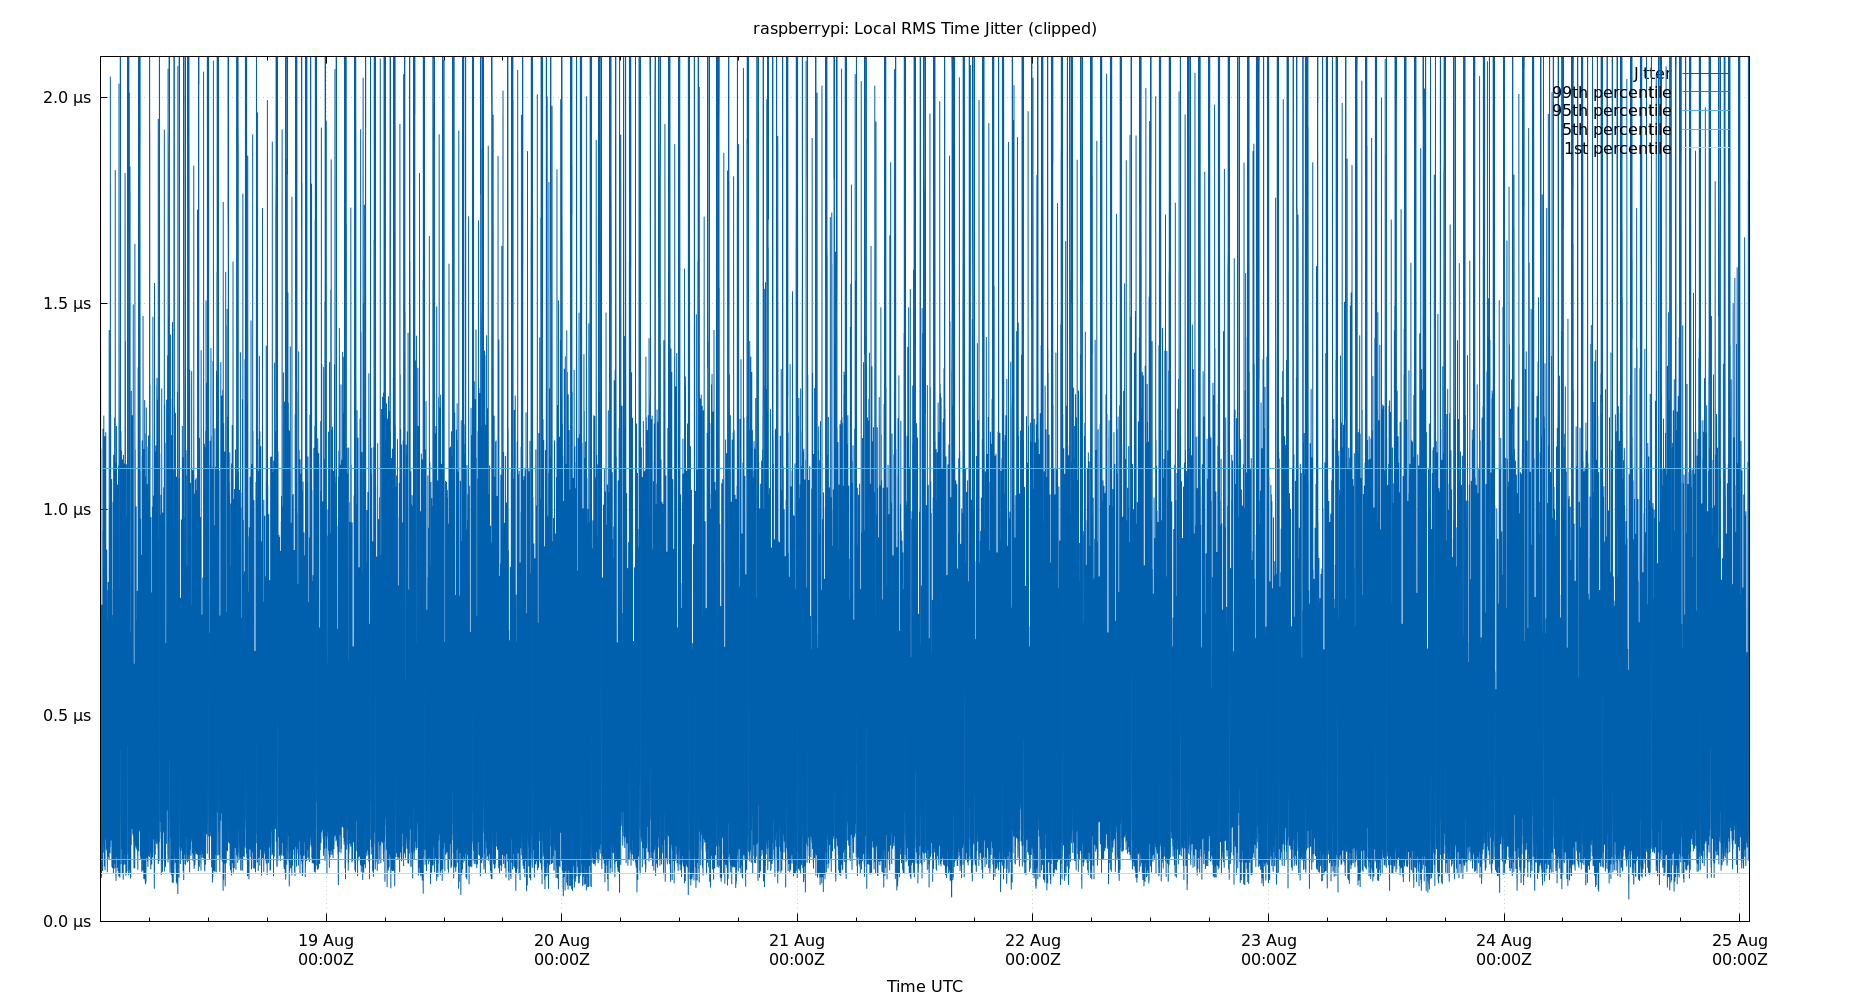 raspberrypi: Local RMS Time Jitter (clipped)
2.0 μs
1.5 μs
1.0 μs
0.5 μs
0.0 μs
Jitter
99th percentile
95th percentile
5th percentile
1st percentile
19 Aug
00:00Z
20 Aug
00:00Z
21 Aug
00:00Z
22 Aug
00:00Z
23 Aug
00:00Z
24 Aug
00:00Z
25 Aug
00:00Z
Time UTC